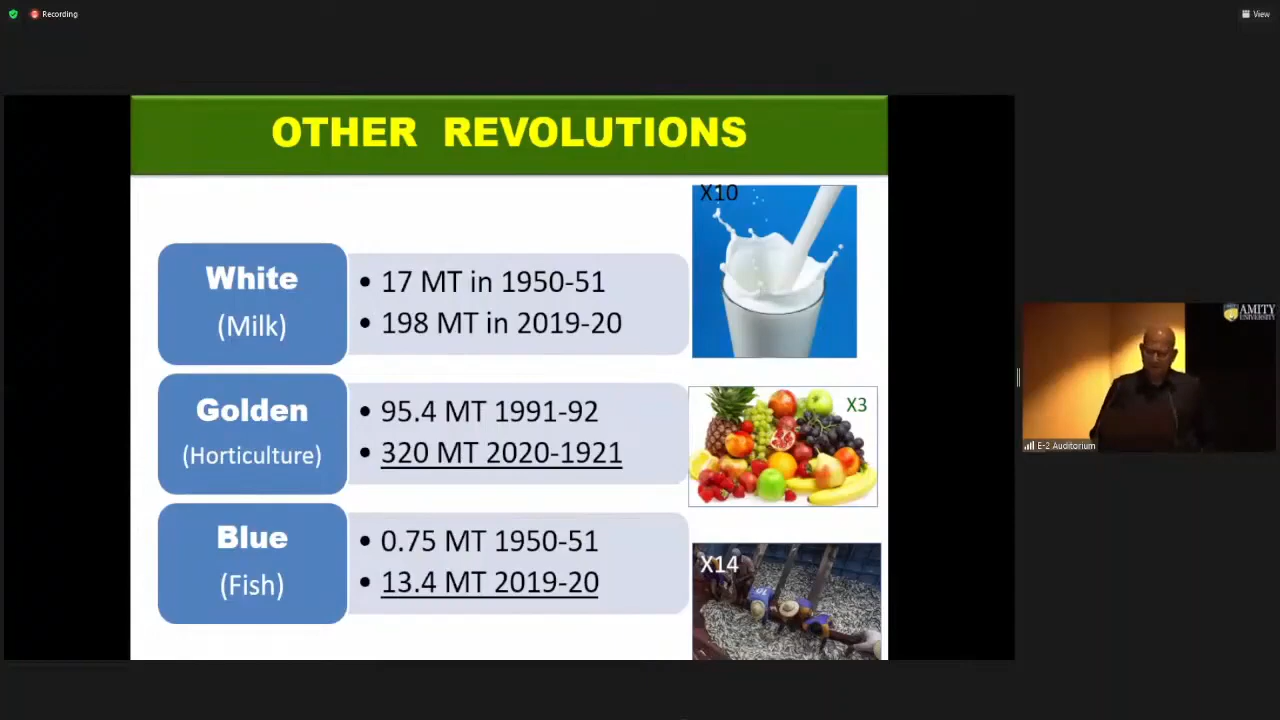 Recording
View
OTHER REVOLUTIONS
X10
White
(Milk)
• 17 MT in 1950-51
• 198 MT in 2019-20
Golden
(Horticulture)
• 95.4 MT 1991-92
• 320 MT 2020-1921
X3
Blue
(Fish)
• 0.75 MT 1950-51
• 13.4 MT 2019-20
X14
AMITY
UNIVERSITY
E-2 Auditorium